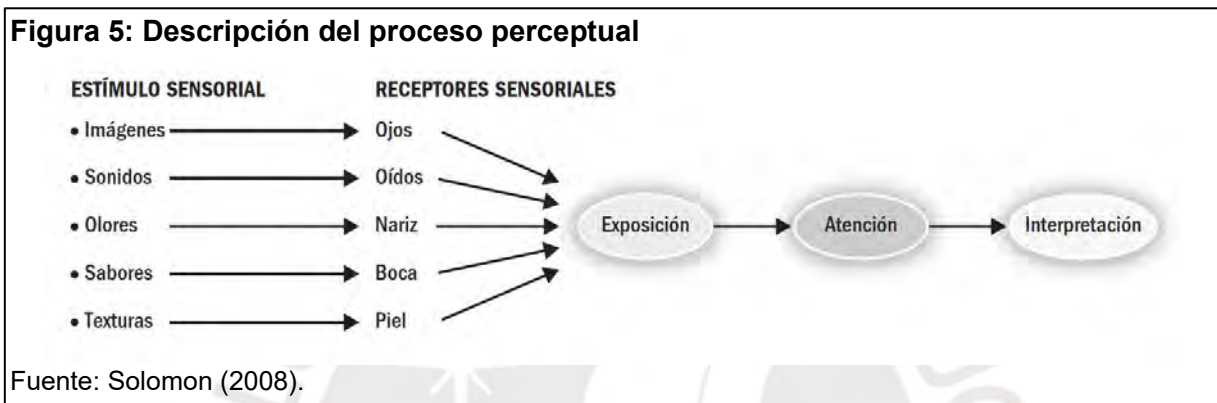 Figura 5: Descripción del proceso perceptual
ESTÍMULO SENSORIAL RECEPTORES SENSORIALES
• Imágenes Ojos
• Sonidos Oídos
• Olores Nariz Exposición Atención Interpretación
• Sabores Boca
• Texturas Piel
Fuente: Solomon (2008).